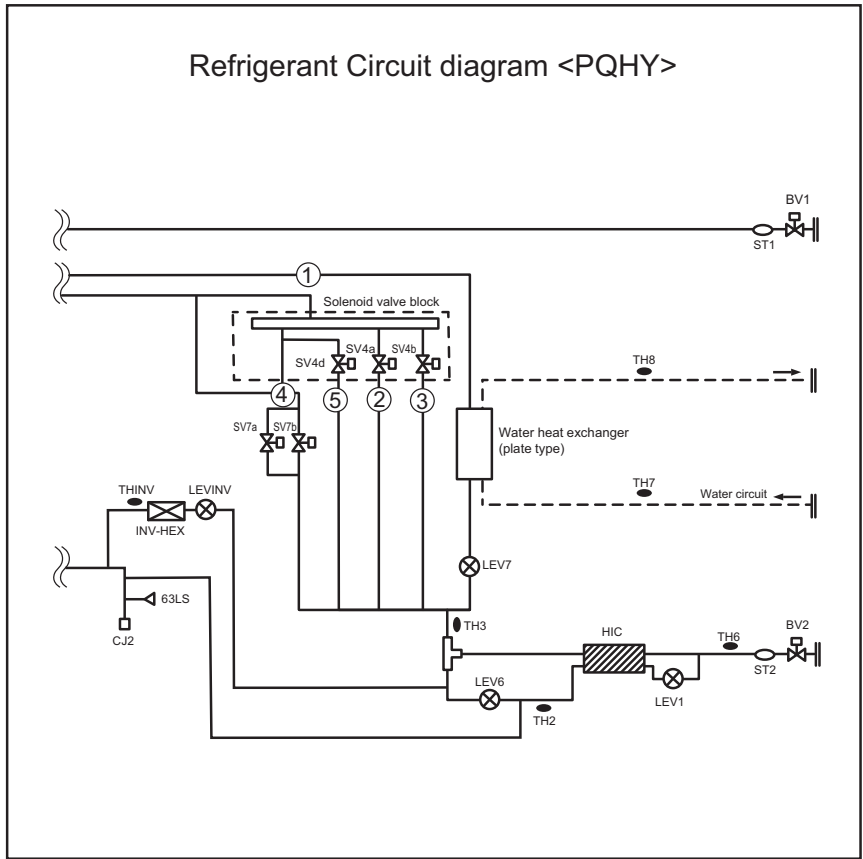 Refrigerant Circuit diagram <PQHY>
BV1
ST1
1
Solenoid valve block
SV4a
SV4b
SV4d
TH8
4
5
2
3
SV7a
SV7b
Water heat exchanger
(plate type)
TH7
Water circuit
THINV
LEVINV
INV-HEX
LEV7
63LS
CJ2
TH3
HIC
TH6
BV2
ST2
LEV6
LEV1
TH2